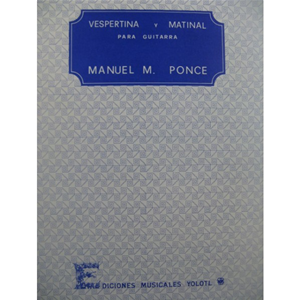 VESPERTINA Y MATINAL
PARA GUITARRA
MANUEL M. PONCE
EDICIONES MUSICALES YOLOTL